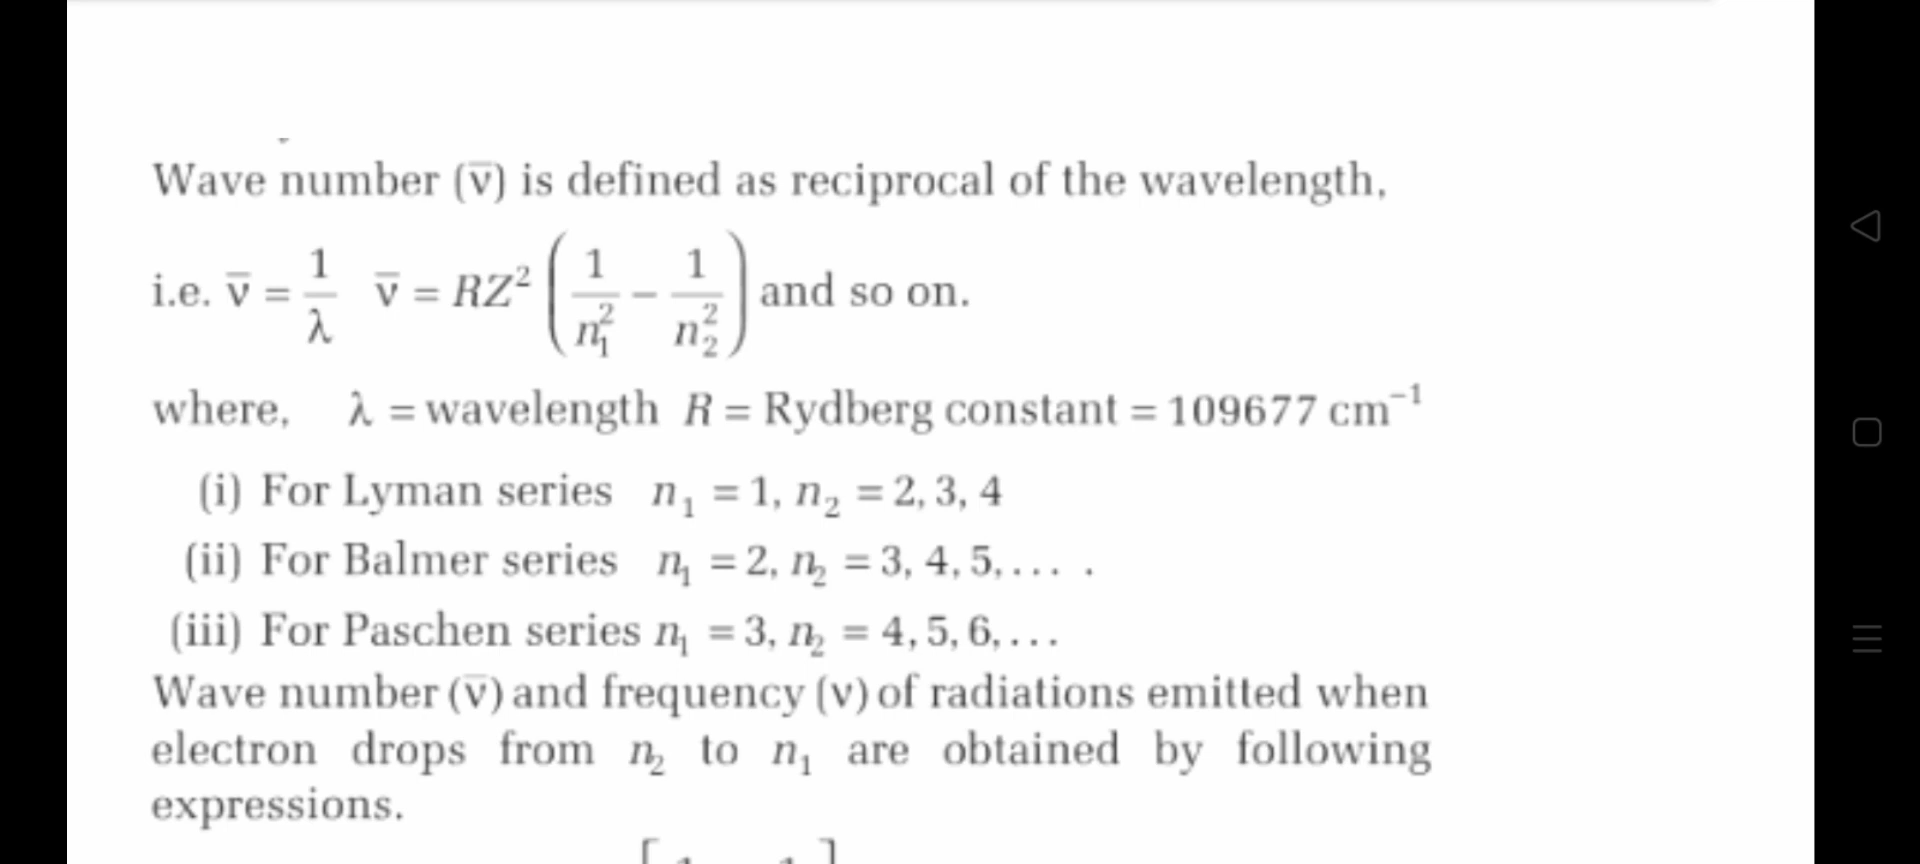 Wave number (ν̅) is defined as reciprocal of the wavelength,
i.e. ν̅ = 1/λ ν̅ = RZ² (1/n₁² − 1/n₂²) and so on.
where, λ = wavelength R = Rydberg constant = 109677 cm⁻¹
(i) For Lyman series n₁ = 1, n₂ = 2, 3, 4
(ii) For Balmer series n₁ = 2, n₂ = 3, 4, 5,... .
(iii) For Paschen series n₁ = 3, n₂ = 4, 5, 6,...
Wave number (ν̅) and frequency (ν) of radiations emitted when
electron drops from n₂ to n₁ are obtained by following
expressions.